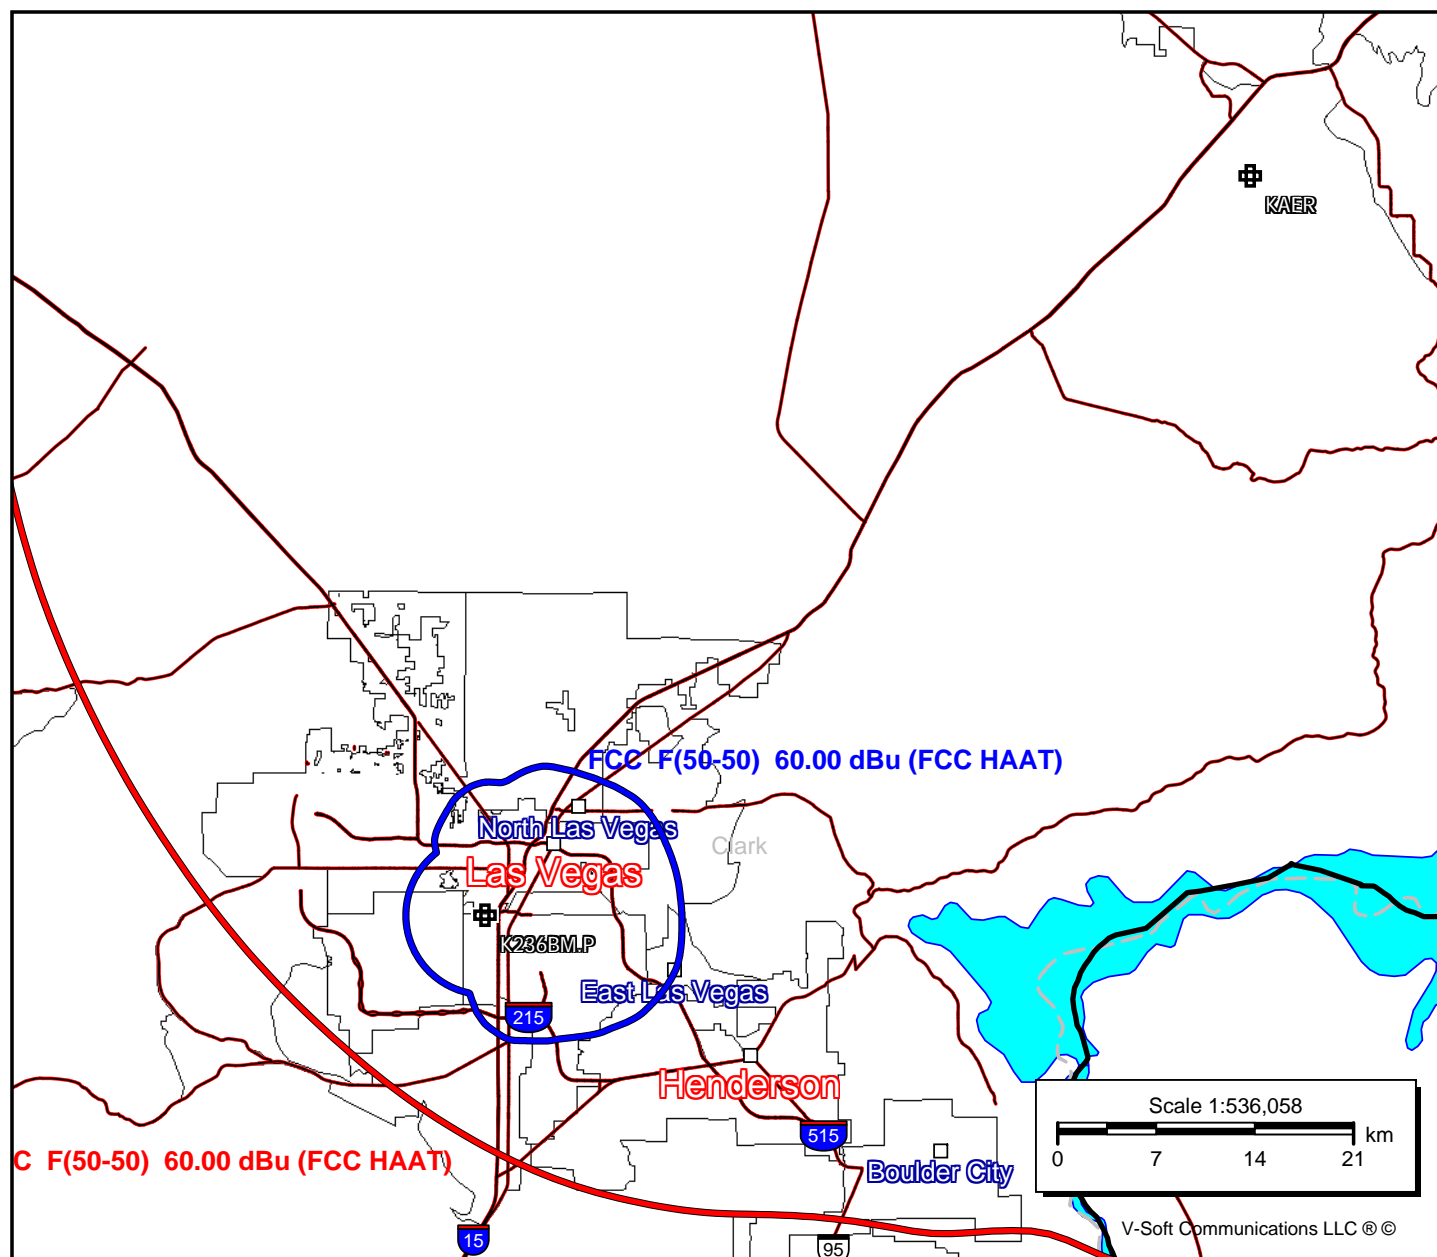 KAER
FCC F(50-50) 60.00 dBu (FCC HAAT)
North Las Vegas
Clark
Las Vegas
K236BM.P
East Las Vegas
215
Henderson
Scale 1:536,058
km
0 7 14 21
515
C F(50-50) 60.00 dBu (FCC HAAT)
Boulder City
V-Soft Communications LLC ® ©
15
95